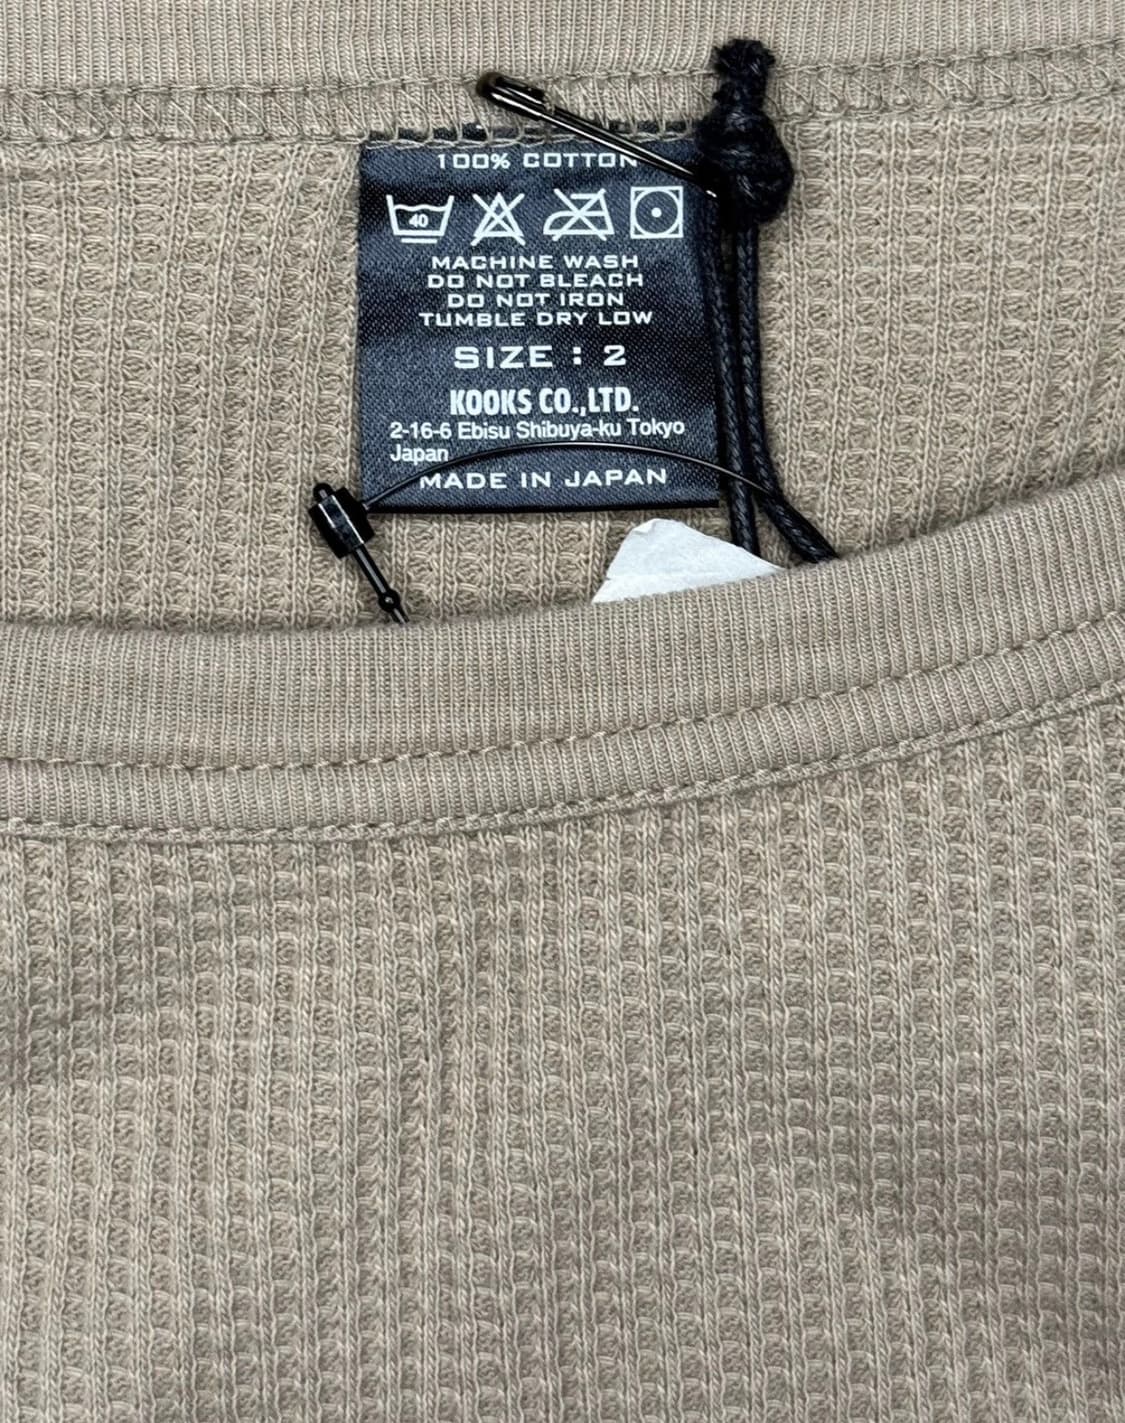 100% COTTON
40
MACHINE WASH
DO NOT BLEACH
DO NOT IRON
TUMBLE DRY LOW
SIZE : 2
KOOKS CO.,LTD.
2-16-6 Ebisu Shibuya-ku Tokyo
Japan
MADE IN JAPAN